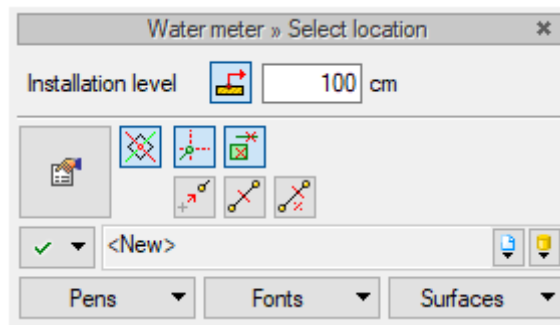 Water meter » Select location
Installation level 100 cm
<New>
Pens Fonts Surfaces